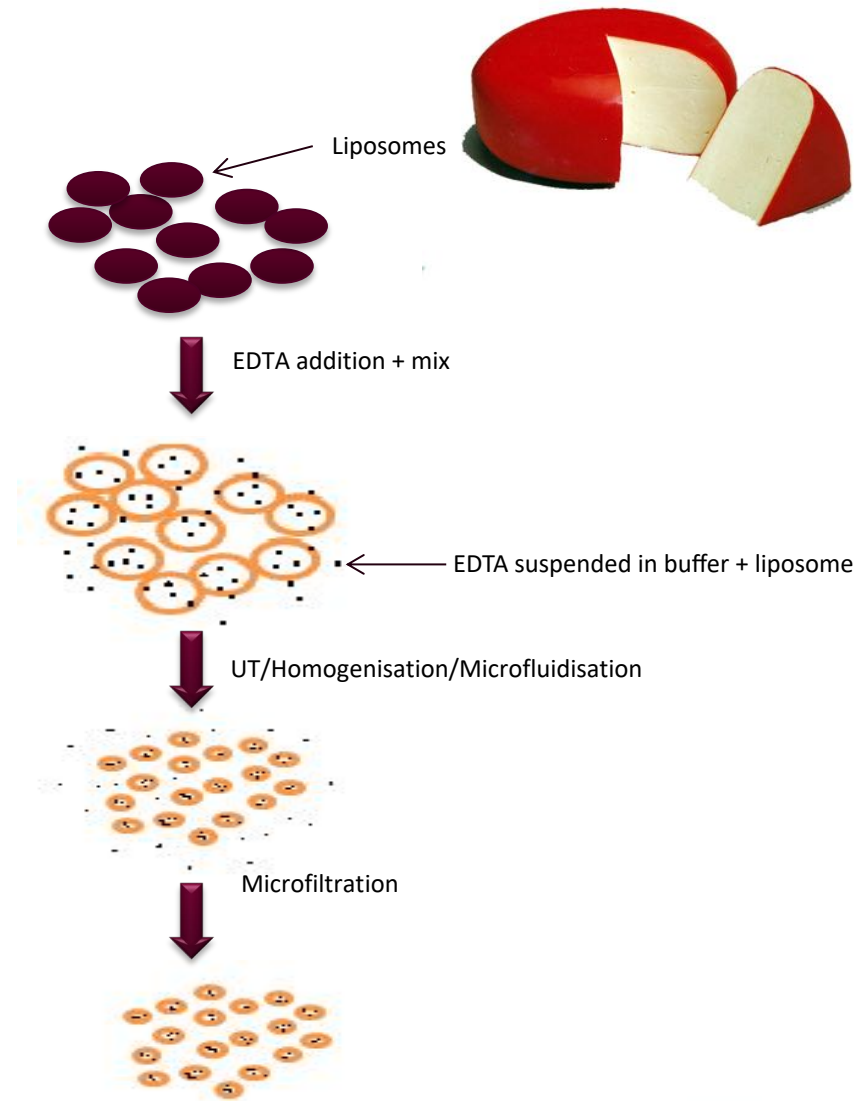 Liposomes
EDTA addition + mix
EDTA suspended in buffer + liposome
UT/Homogenisation/Microfluidisation
Microfiltration